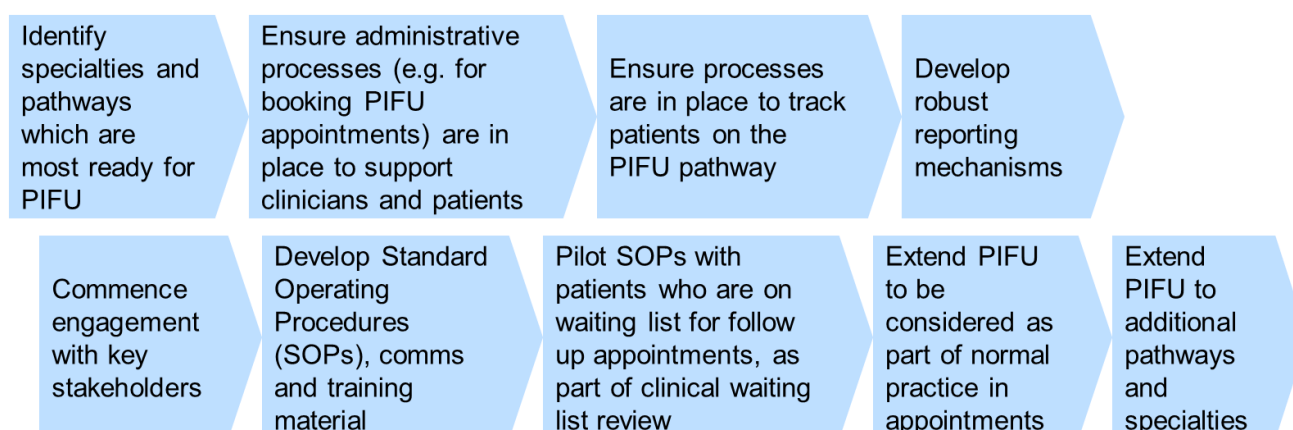 Identify
specialties and
pathways
which are
most ready for
PIFU
Ensure administrative
processes (e.g. for
booking PIFU
appointments) are in
place to support
clinicians and patients
Ensure processes
are in place to track
patients on the
PIFU pathway
Develop
robust
reporting
mechanisms
Commence
engagement
with key
stakeholders
Develop Standard
Operating
Procedures
(SOPs), comms
and training
material
Pilot SOPs with
patients who are on
waiting list for follow
up appointments, as
part of clinical waiting
list review
Extend PIFU
to be
considered as
part of normal
practice in
appointments
Extend
PIFU to
additional
pathways
and
specialties